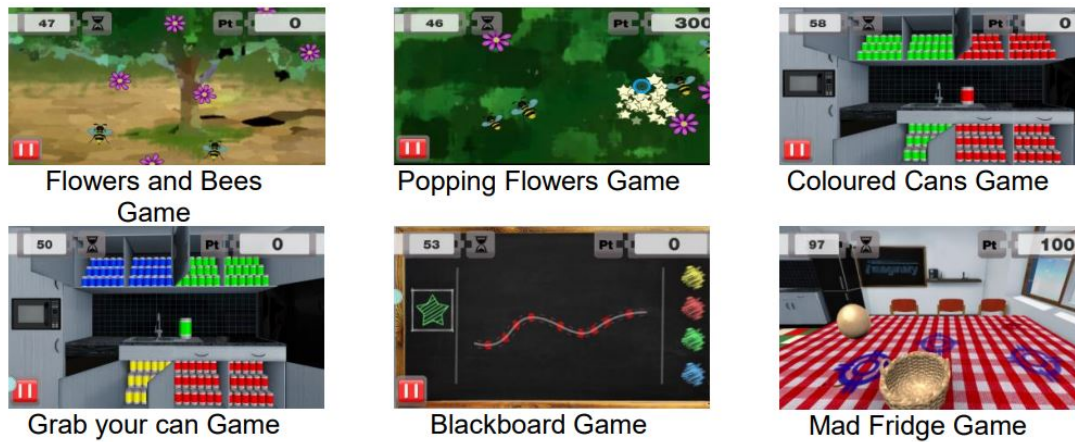 47 Pt 0
46 Pt 300
58 Pt 0
Flowers and Bees
Game
Popping Flowers Game
Coloured Cans Game
50 Pt 0
53 Pt 0
97 Pt 100
Grab your can Game
Blackboard Game
Mad Fridge Game